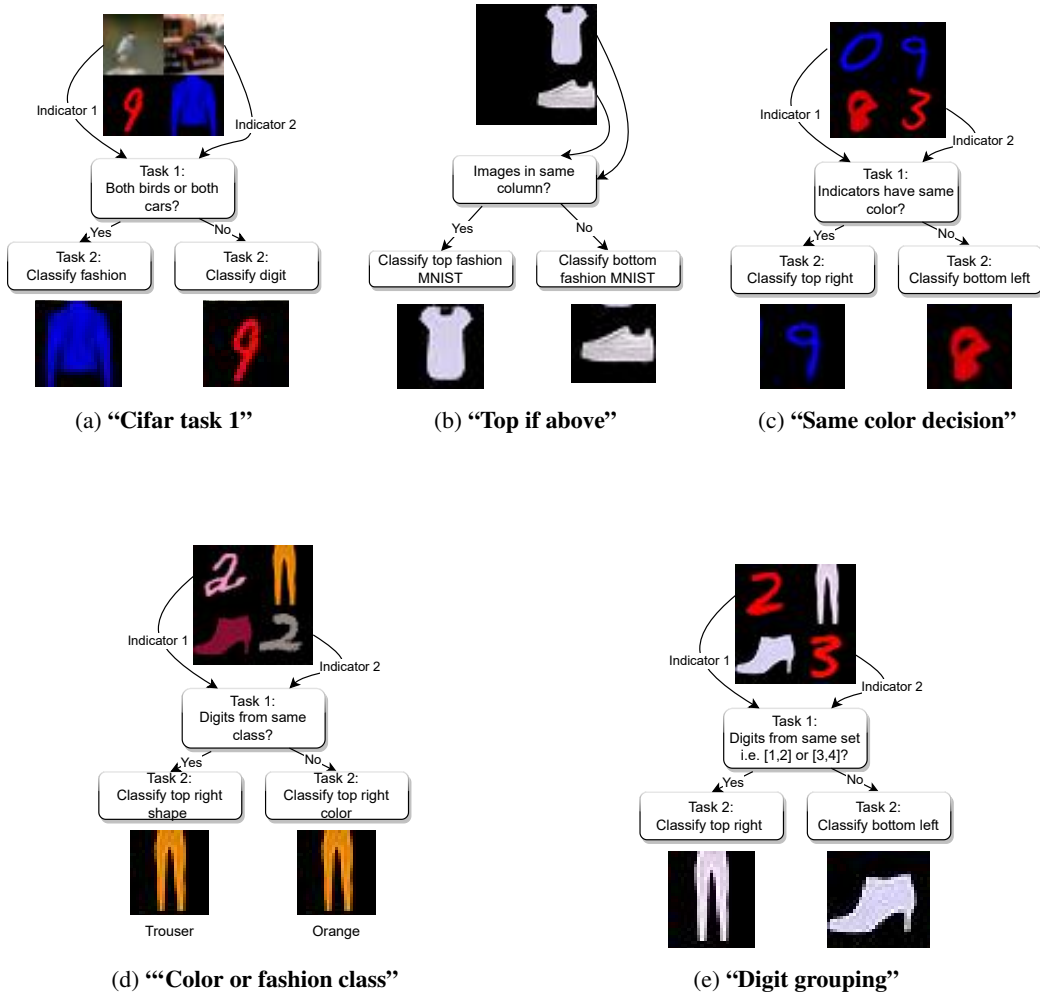 Indicator 1
Indicator 2
Task 1:
Both birds or both
cars?
Yes
No
Task 2:
Classify fashion
Task 2:
Classify digit
(a) “Cifar task 1”
Images in same
column?
Yes
No
Classify top fashion
MNIST
Classify bottom
fashion MNIST
(b) “Top if above”
Indicator 1
Indicator 2
Task 1:
Indicators have same
color?
Yes
No
Task 2:
Classify top right
Task 2:
Classify bottom left
(c) “Same color decision”
Indicator 1
Indicator 2
Task 1:
Digits from same
class?
Yes
No
Task 2:
Classify top right
shape
Task 2:
Classify top right
color
Trouser
Orange
(d) ““Color or fashion class”
Indicator 1
Indicator 2
Task 1:
Digits from same set
i.e. [1,2] or [3,4]?
Yes
No
Task 2:
Classify top right
Task 2:
Classify bottom left
(e) “Digit grouping”